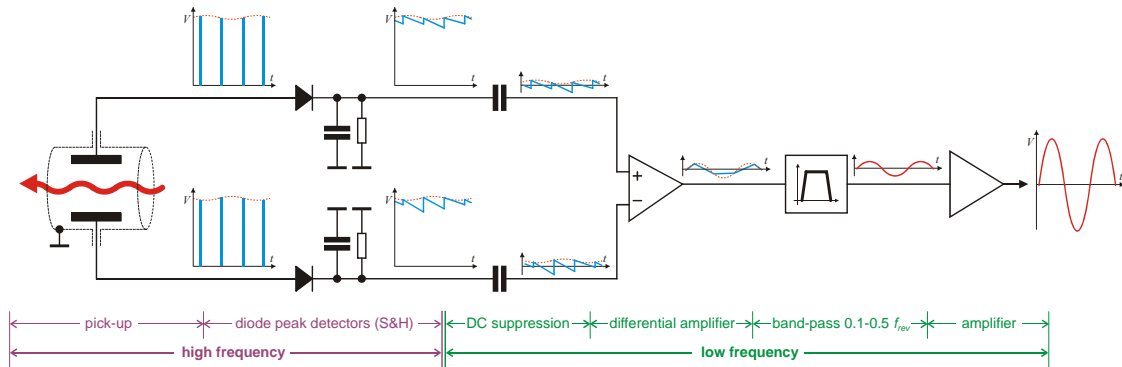 V
t
V
t
t
V
t
V
t
t
+
−
t
t
V
t
pick-up
diode peak detectors (S&H)
DC suppression
differential amplifier
band-pass 0.1-0.5 f_rev
amplifier
high frequency
low frequency